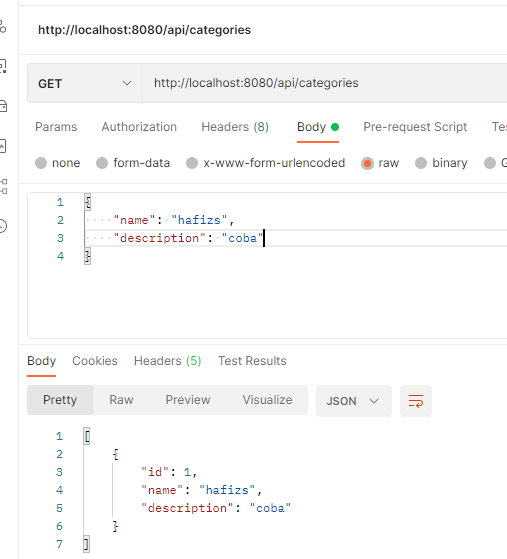 http://localhost:8080/api/categories
GET http://localhost:8080/api/categories
Params Authorization Headers (8) Body Pre-request Script
none form-data x-www-form-urlencoded raw binary
1 {
2 "name": "hafizs",
3 "description": "coba"
4 }
Body Cookies Headers (5) Test Results
Pretty Raw Preview Visualize JSON
1 [
2 {
3 "id": 1,
4 "name": "hafizs",
5 "description": "coba"
6 }
7 ]